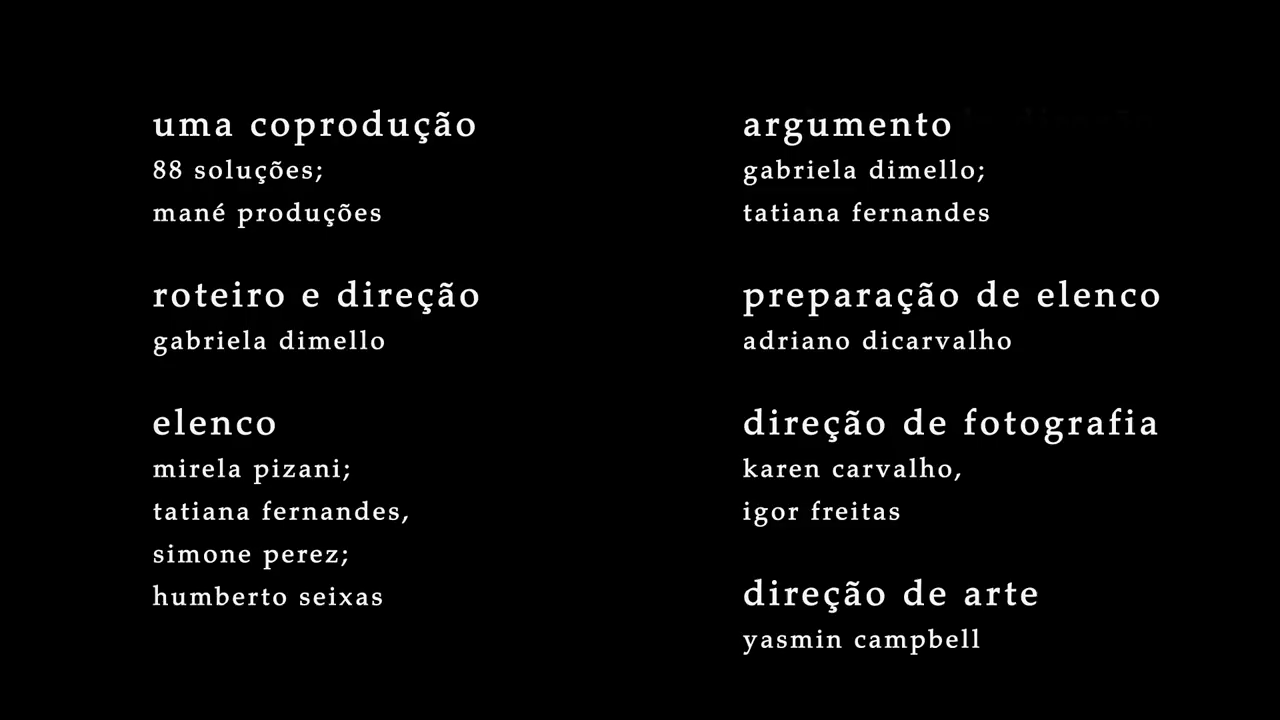 uma coprodução
88 soluções;
mané produções
roteiro e direção
gabriela dimello
elenco
mirela pizani;
tatiana fernandes,
simone perez;
humberto seixas
argumento
gabriela dimello;
tatiana fernandes
preparação de elenco
adriano dicarvalho
direção de fotografia
karen carvalho,
igor freitas
direção de arte
yasmin campbell